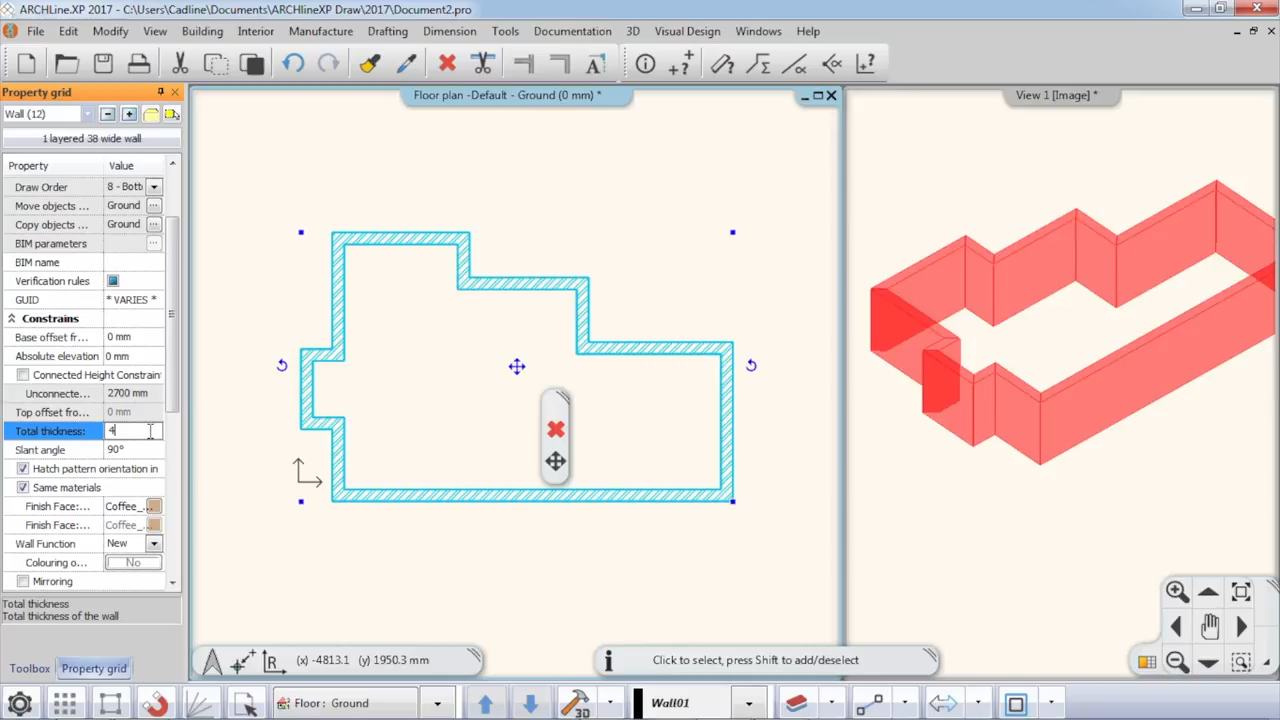 ARCHLine.XP 2017 - C:\Users\Cadline\Documents\ARCHlineXP Draw\2017\Document2.pro
File Edit Modify View Building Interior Manufacture Drafting Dimension Tools Documentation 3D Visual Design Windows Help
Property grid
Wall (12)
1 layered 38 wide wall
Property Value
Draw Order 8 - Bott
Move objects ... Ground
Copy objects ... Ground
BIM parameters
BIM name
Verification rules
GUID * VARIES *
Constrains
Base offset fr... 0 mm
Absolute elevation 0 mm
Connected Height Constrain
Unconnecte... 2700 mm
Top offset fro... 0 mm
Total thickness: 4
Slant angle 90°
Hatch pattern orientation in
Same materials
Finish Face:... Coffee_...
Finish Face:... Coffee_...
Wall Function New
Colouring o... No
Mirroring
Total thickness
Total thickness of the wall
Toolbox Property grid
Floor plan -Default - Ground (0 mm) *
View 1 [Image] *
R (x) -4813.1 (y) 1950.3 mm
Click to select, press Shift to add/deselect
Floor : Ground
3D
Wall01